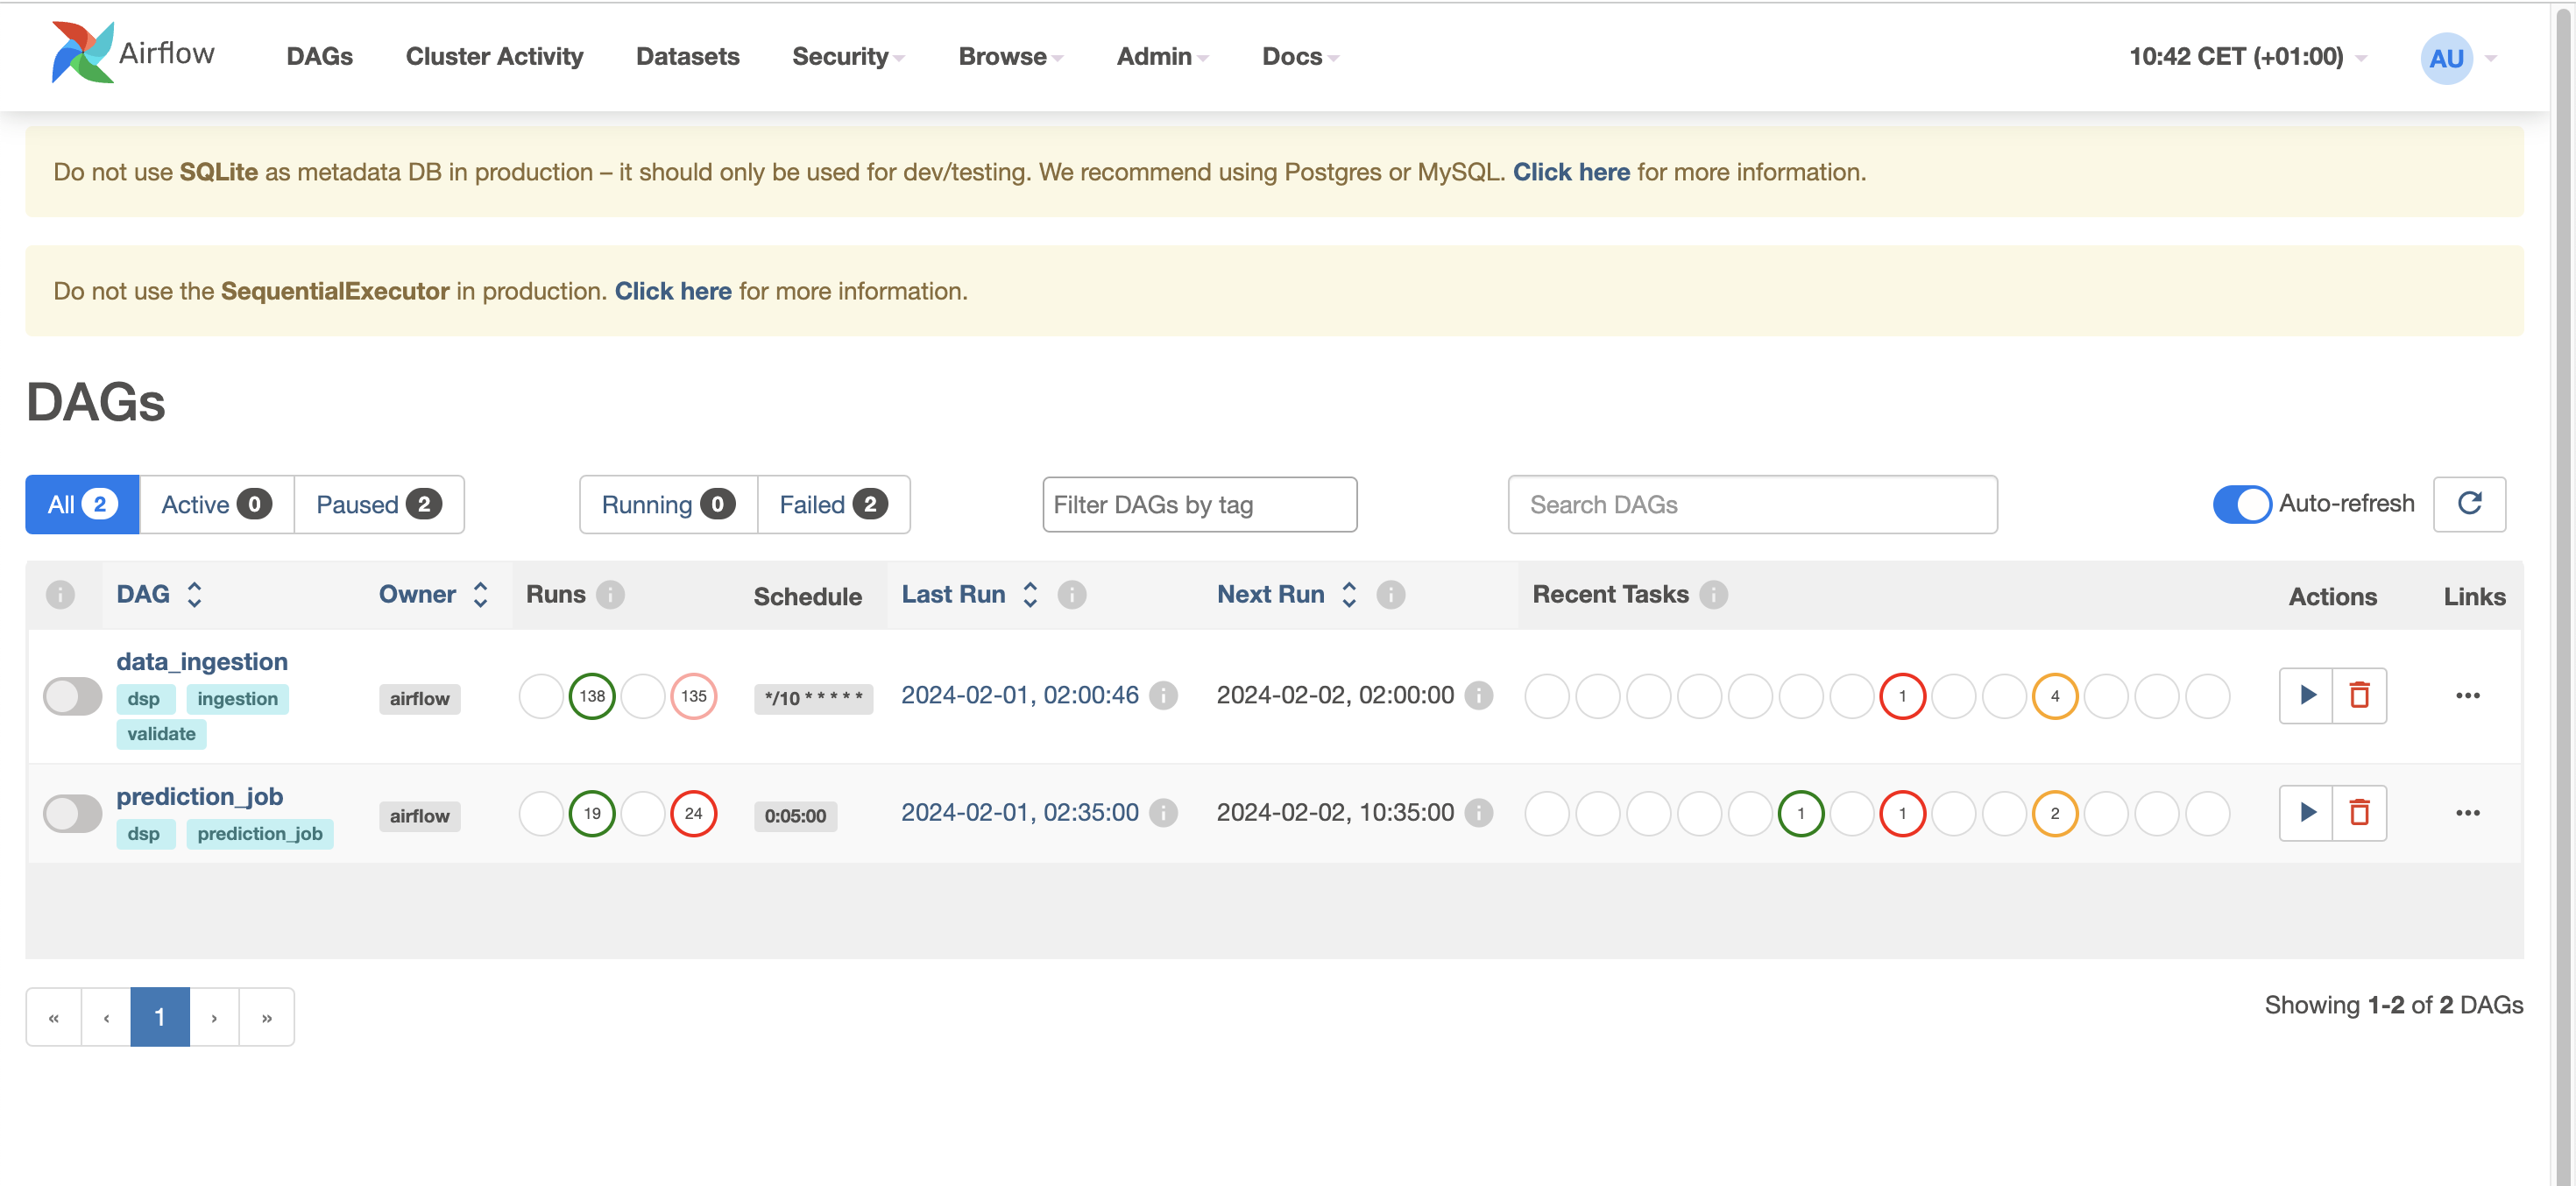 Airflow DAGs Cluster Activity Datasets Security Browse Admin Docs 10:42 CET (+01:00) AU
Do not use SQLite as metadata DB in production – it should only be used for dev/testing. We recommend using Postgres or MySQL. Click here for more information.
Do not use the SequentialExecutor in production. Click here for more information.
DAGs
All 2 Active 0 Paused 2 Running 0 Failed 2 Filter DAGs by tag Search DAGs Auto-refresh
i DAG Owner Runs i Schedule Last Run i Next Run i Recent Tasks i Actions Links
data_ingestion
dsp ingestion airflow 138 135 */10 * * * * * 2024-02-01, 02:00:46 i 2024-02-02, 02:00:00 i 1 4 •••
validate
prediction_job
dsp prediction_job airflow 19 24 0:05:00 2024-02-01, 02:35:00 i 2024-02-02, 10:35:00 i 1 1 2 •••
« ‹ 1 › » Showing 1-2 of 2 DAGs